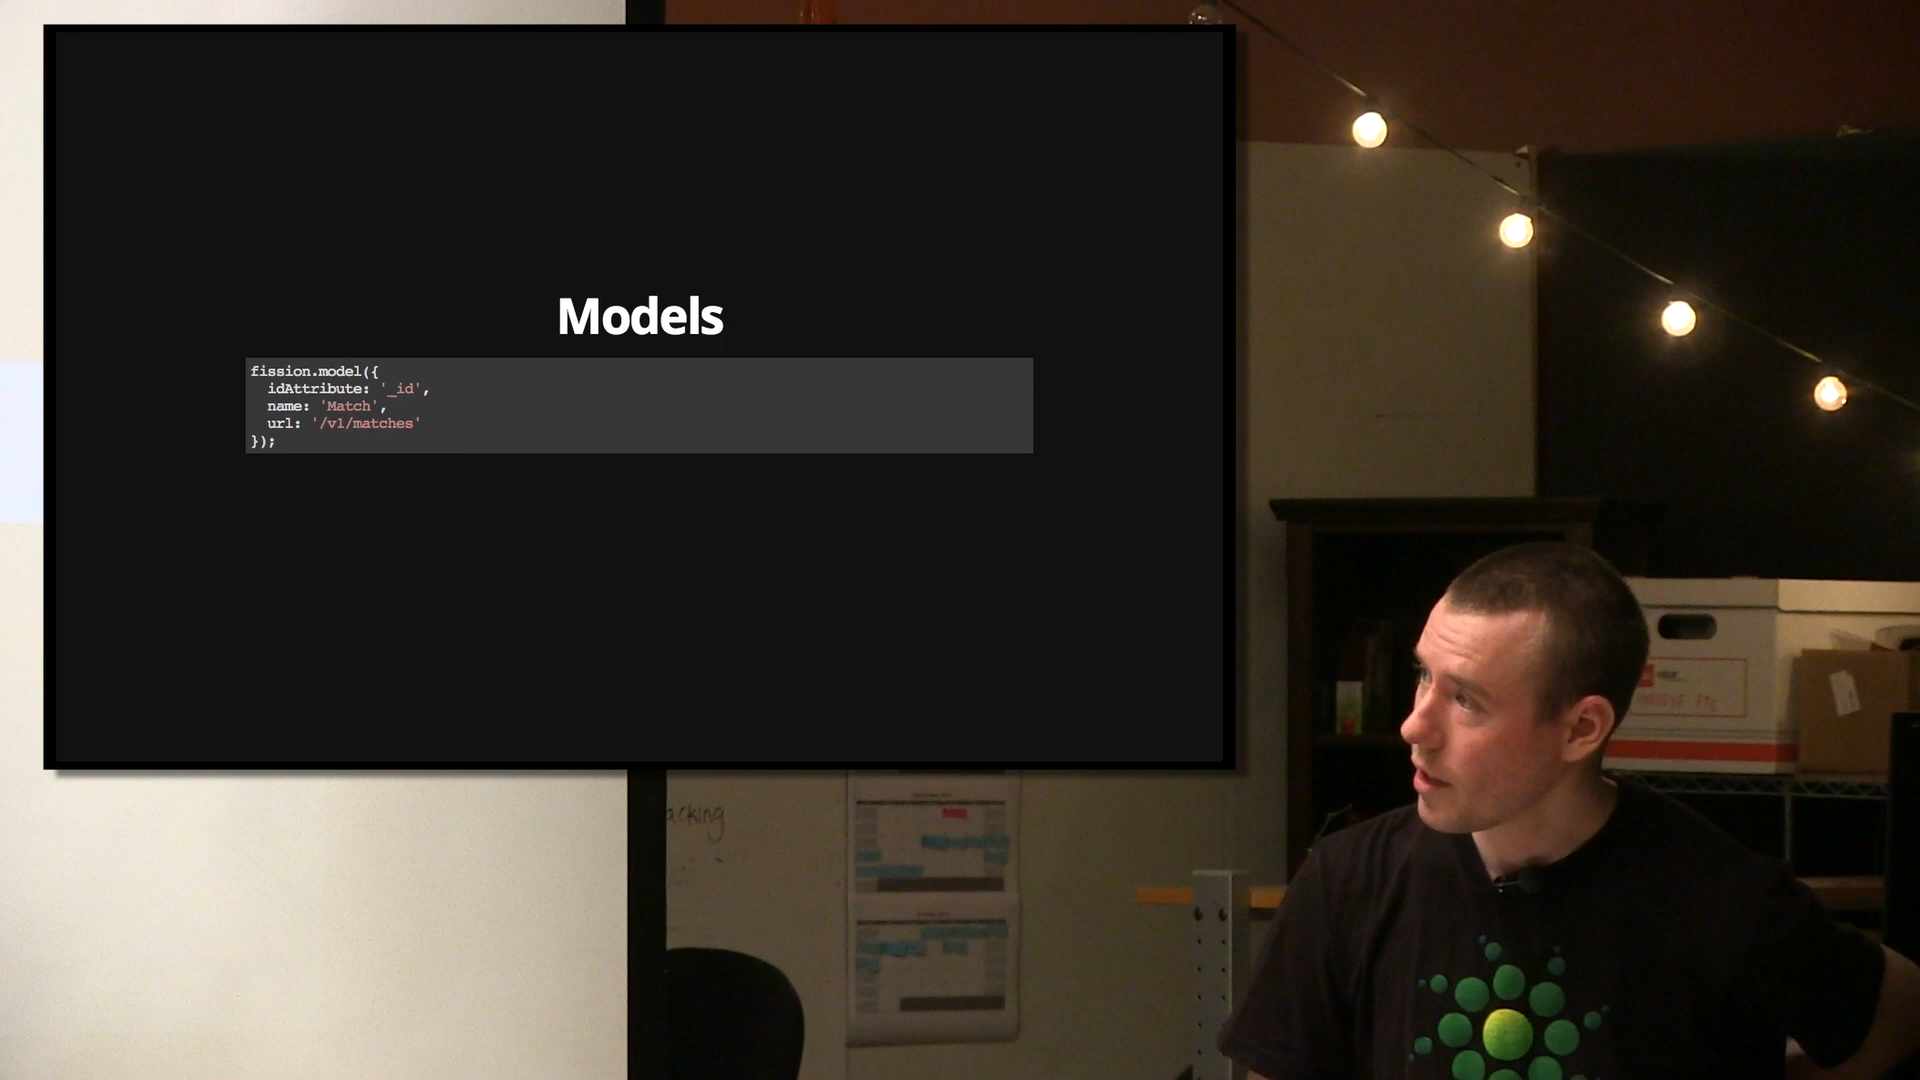 Models
fission.model({
  idAttribute: '_id',
  name: 'Match',
  url: '/v1/matches'
});
acking